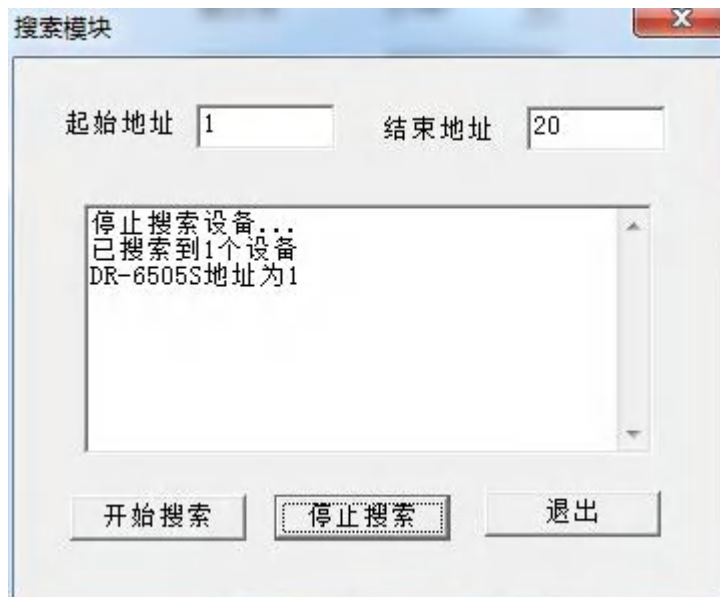 搜索模块
起始地址 1 结束地址 20
停止搜索设备...
已搜索到1个设备
DR-6505S地址为1
开始搜索 停止搜索 退出